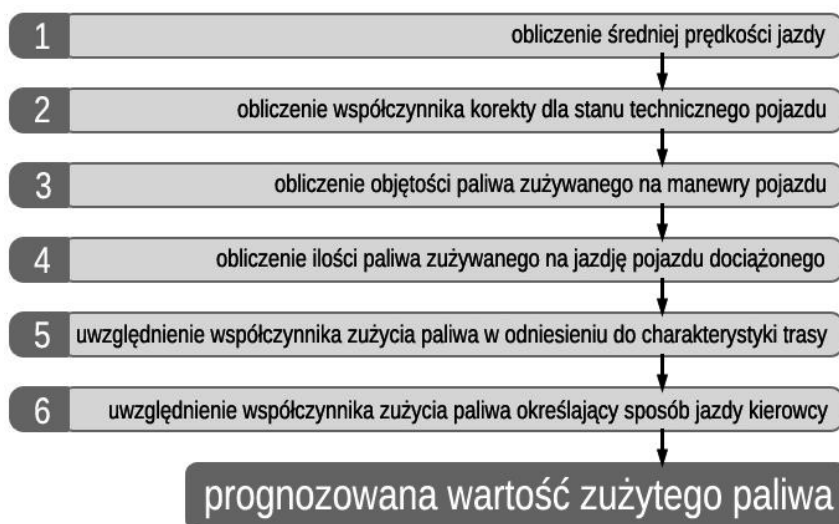 1 obliczenie średniej prędkości jazdy
2 obliczenie współczynnika korekty dla stanu technicznego pojazdu
3 obliczenie objętości paliwa zużywanego na manewry pojazdu
4 obliczenie ilości paliwa zużywanego na jazdję pojazdu dociążonego
5 uwzględnienie współczynnika zużycia paliwa w odniesieniu do charakterystyki trasy
6 uwzględnienie współczynnika zużycia paliwa określający sposób jazdy kierowcy
prognozowana wartość zużytego paliwa